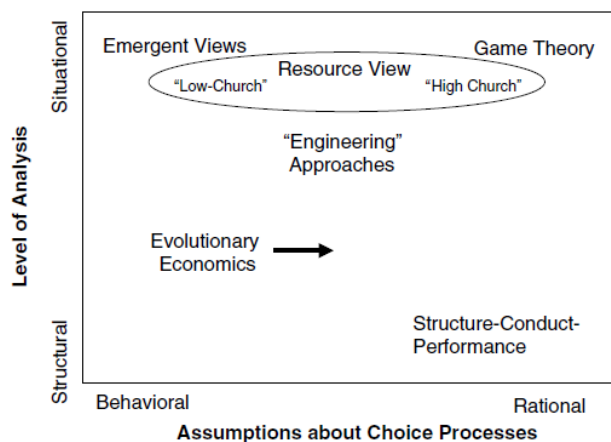 Emergent Views
Game Theory
Resource View
“Low-Church”
“High Church”
“Engineering”
Approaches
Evolutionary
Economics
Structure-Conduct-
Performance
Situational
Level of Analysis
Structural
Behavioral
Rational
Assumptions about Choice Processes